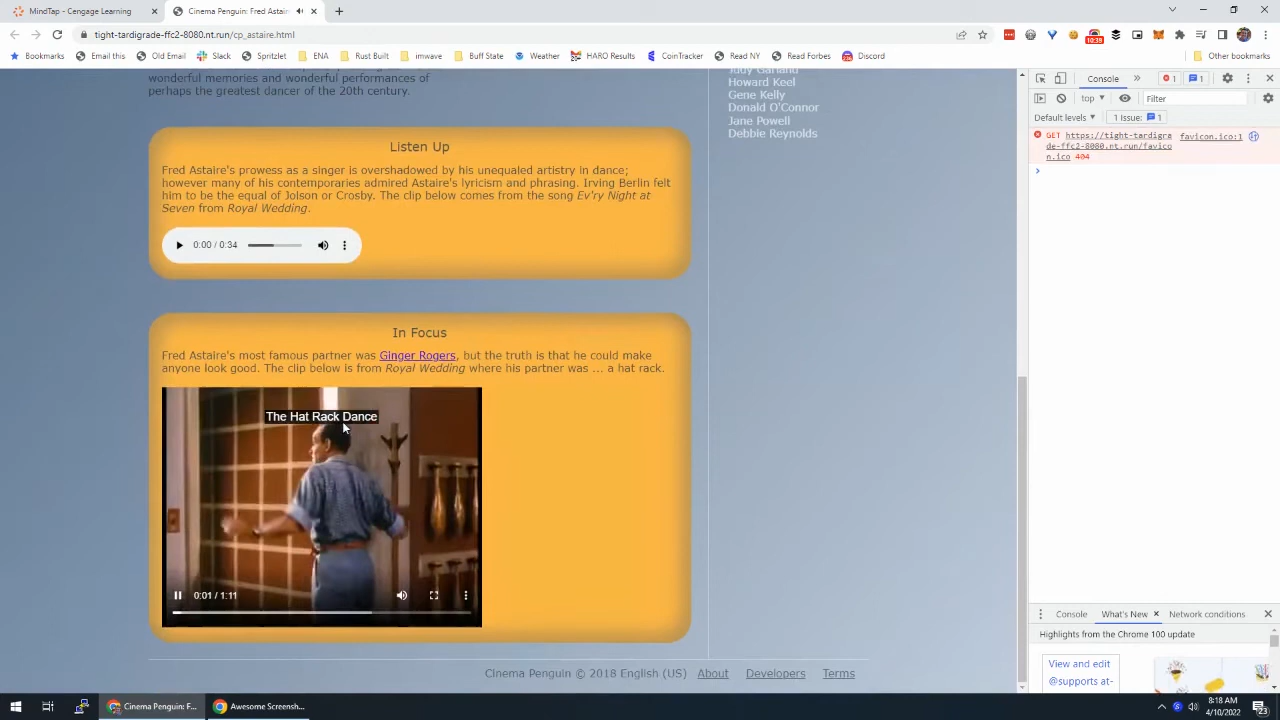 MindTap - Cengage Learning
Cinema Penguin: Fred Astaire
tight-tardigrade-ffc2-8080.nt.run/cp_astaire.html
10:39
Bookmarks
Email This
Old Email
Slack
Spritzlet
ENA
Rust Built
imwave
Buff State
Weather
HARO Results
CoinTracker
Read NY
Read Forbes
Discord
Other bookmarks
wonderful memories and wonderful performances of
perhaps the greatest dancer of the 20th century.
Judy Garland
Howard Keel
Gene Kelly
Donald O'Connor
Jane Powell
Debbie Reynolds
Listen Up
Fred Astaire's prowess as a singer is overshadowed by his unequaled artistry in dance;
however many of his contemporaries admired Astaire's lyricism and phrasing. Irving Berlin felt
him to be the equal of Jolson or Crosby. The clip below comes from the song Ev'ry Night at
Seven from Royal Wedding.
0:00 / 0:34
In Focus
Fred Astaire's most famous partner was Ginger Rogers, but the truth is that he could make
anyone look good. The clip below is from Royal Wedding where his partner was ... a hat rack.
The Hat Rack Dance
0:01 / 1:11
Cinema Penguin © 2018 English (US) About Developers Terms
Console
1
1
top
Filter
Default levels
1 Issue: 1
GET https://tight-tardigra favicon.ico:1
de-ffc2-8080.nt.run/favico
n.ico 404
Console
What's New
Network conditions
Highlights from the Chrome 100 update
View and edit
@supports at-
Cinema Penguin: F...
Awesome Screensh...
8:18 AM
4/10/2022
23